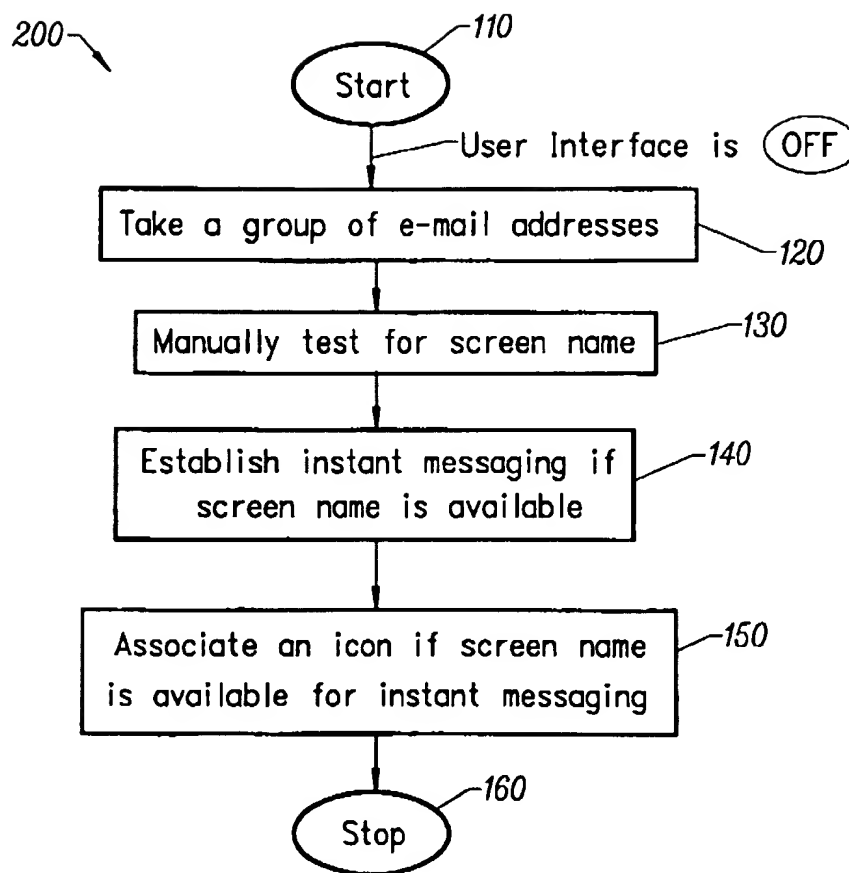 200
110
Start
User Interface is OFF
Take a group of e-mail addresses
120
Manually test for screen name
130
Establish instant messaging if
screen name is available
140
Associate an icon if screen name
is available for instant messaging
150
160
Stop